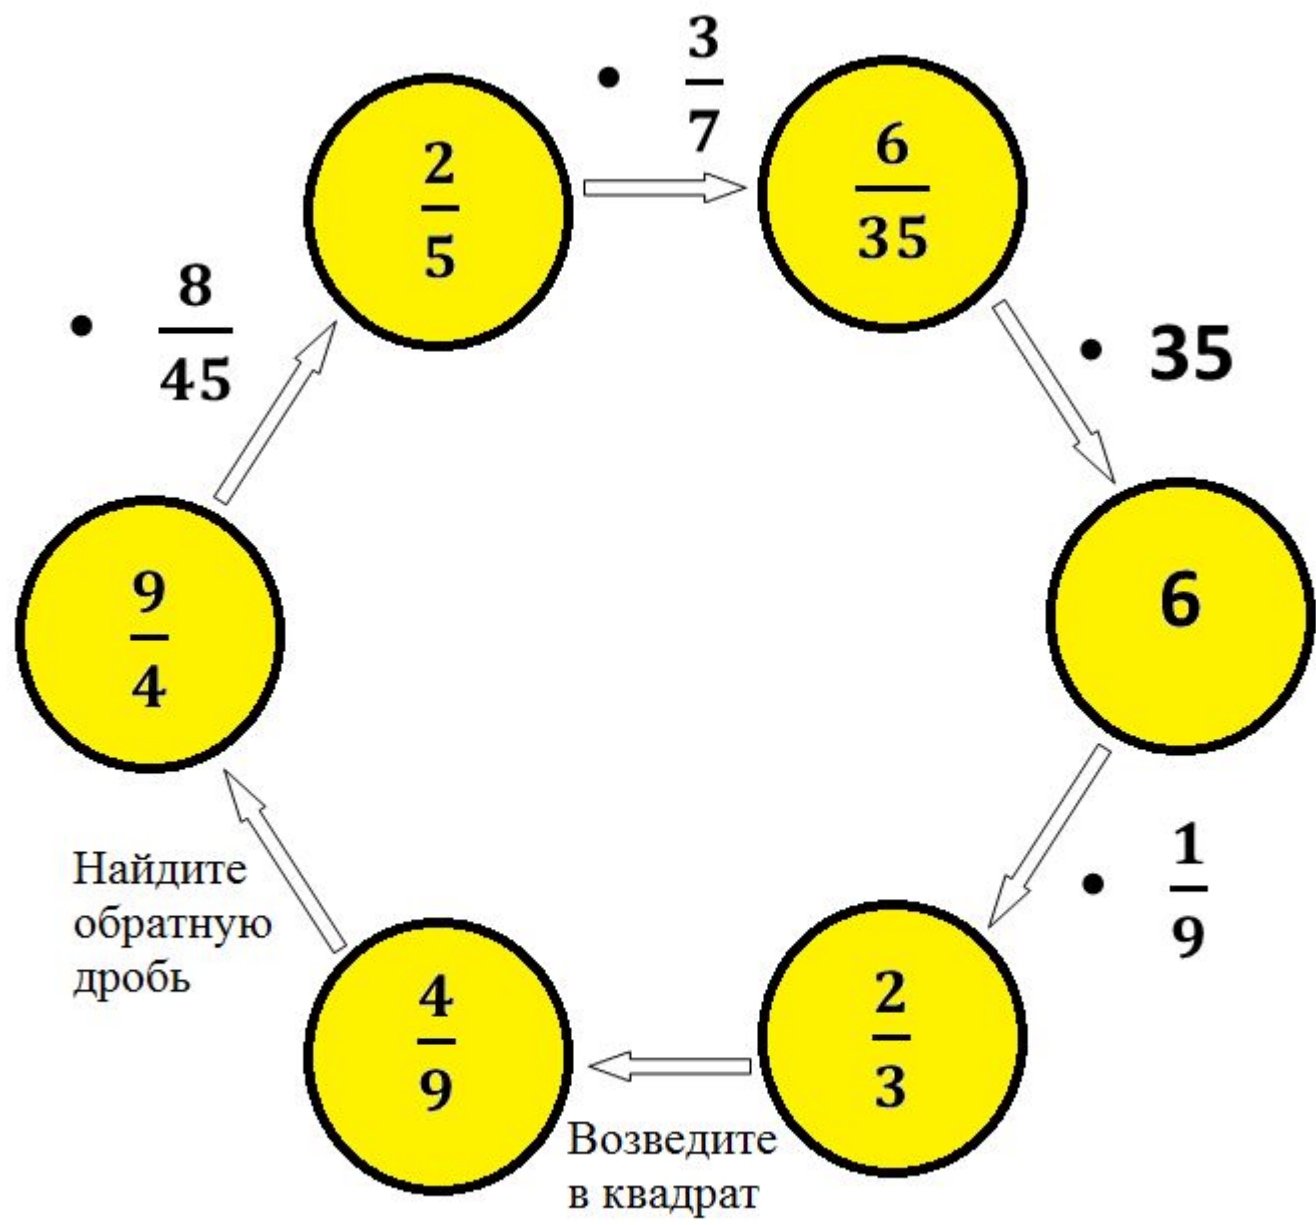 • 3/7
2/5
6/35
• 8/45
• 35
9/4
6
• 1/9
Найдите
обратную
дробь
4/9
2/3
Возведите
в квадрат